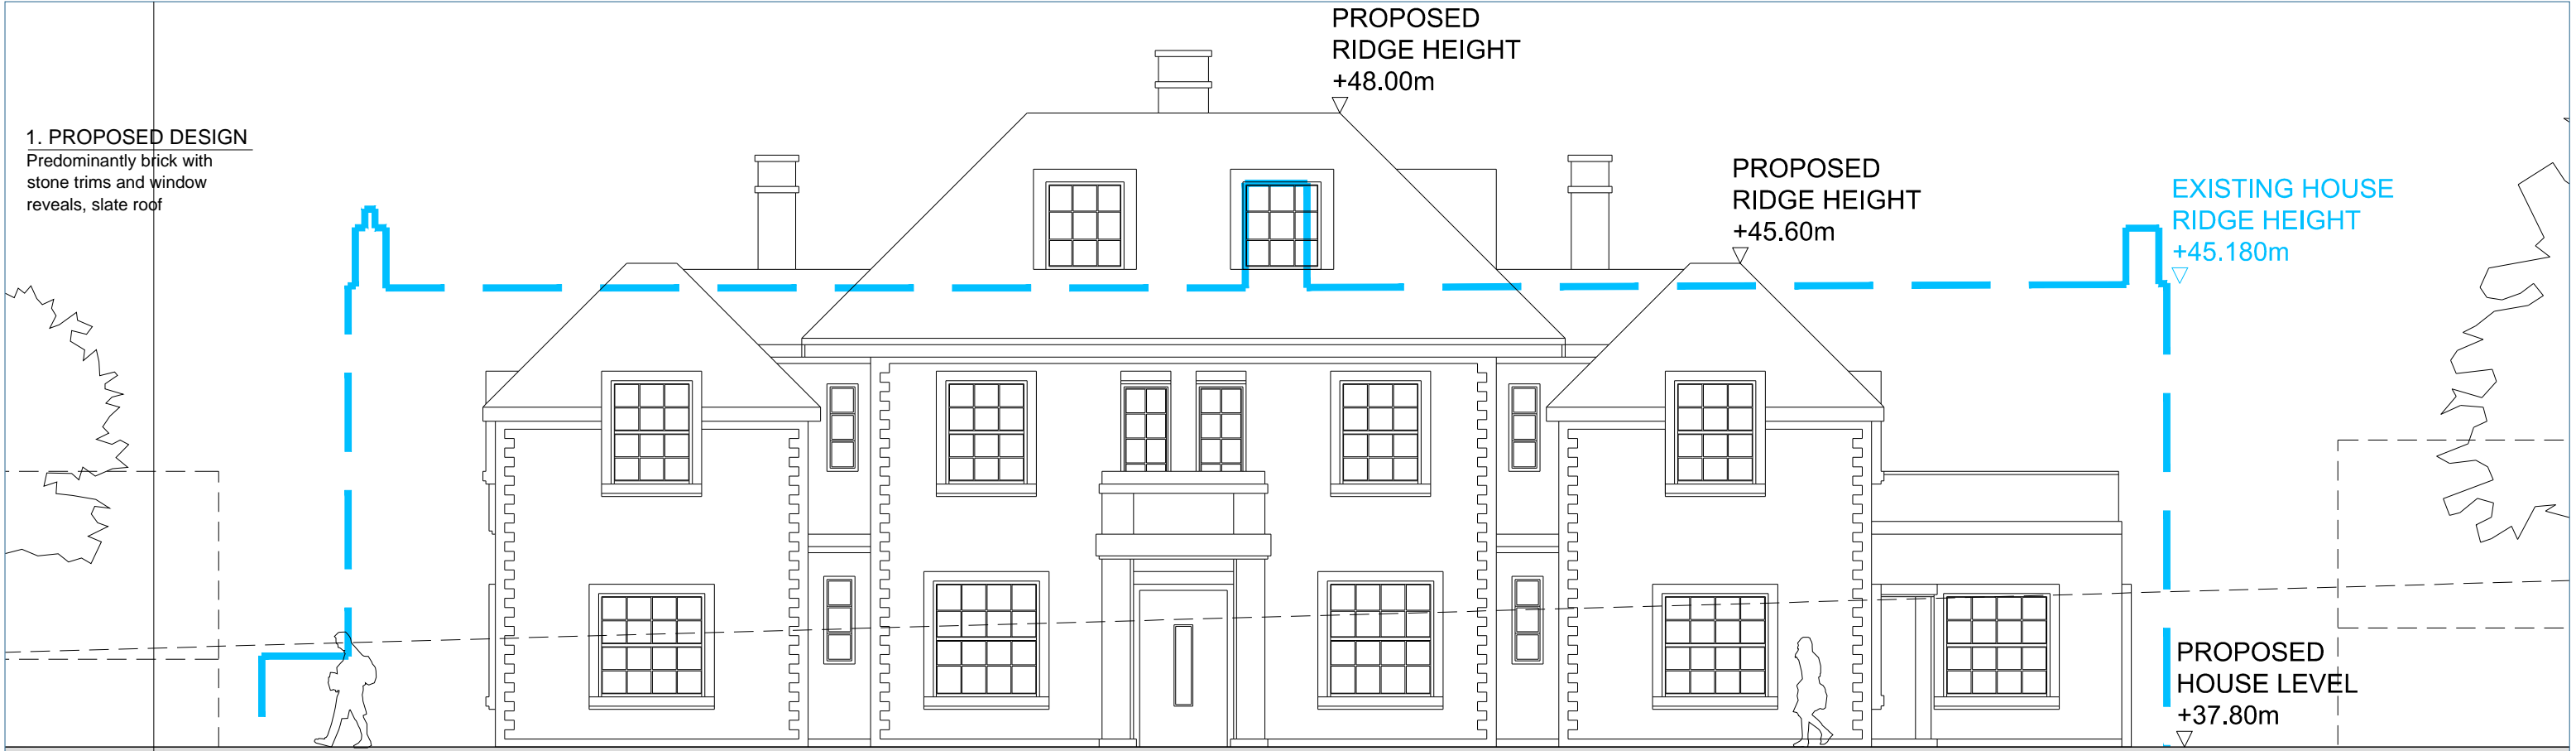 PROPOSED
RIDGE HEIGHT
+48.00m
1. PROPOSED DESIGN
Predominantly brick with
stone trims and window
reveals, slate roof
PROPOSED
RIDGE HEIGHT
+45.60m
EXISTING HOUSE
RIDGE HEIGHT
+45.180m
PROPOSED
HOUSE LEVEL
+37.80m